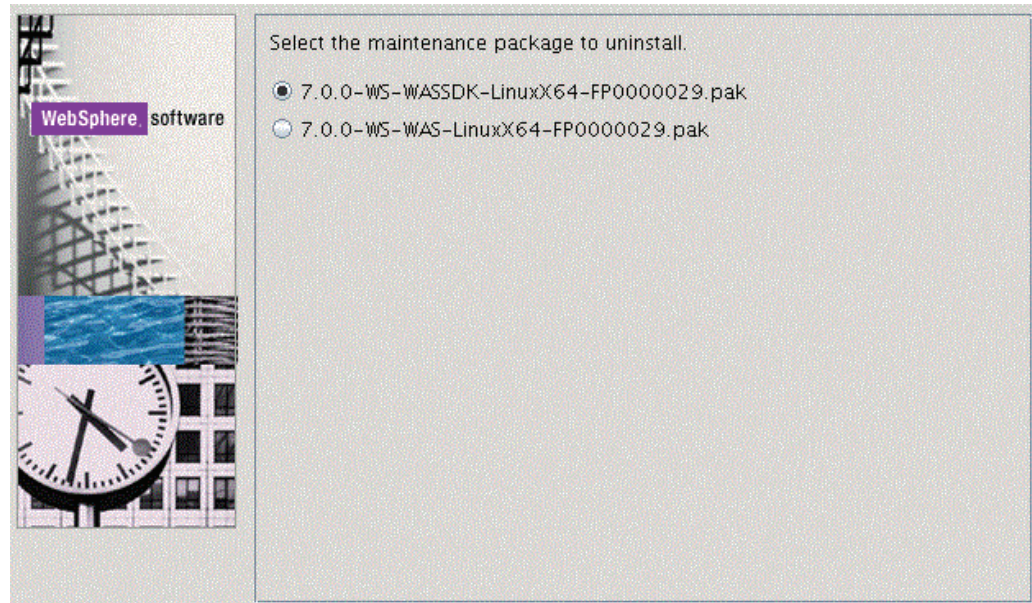 Select the maintenance package to uninstall.
7.0.0-WS-WASSDK-LinuxX64-FP0000029.pak
WebSphere. software
7.0.0-WS-WAS-LinuxX64-FP0000029.pak